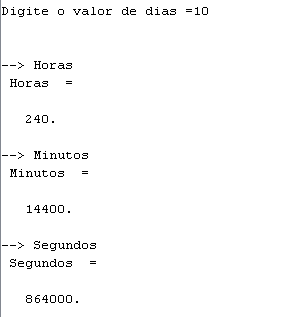 Digite o valor de dias =10
--> Horas
Horas =
240.
--> Minutos
Minutos =
14400.
--> Segundos
Segundos =
864000.